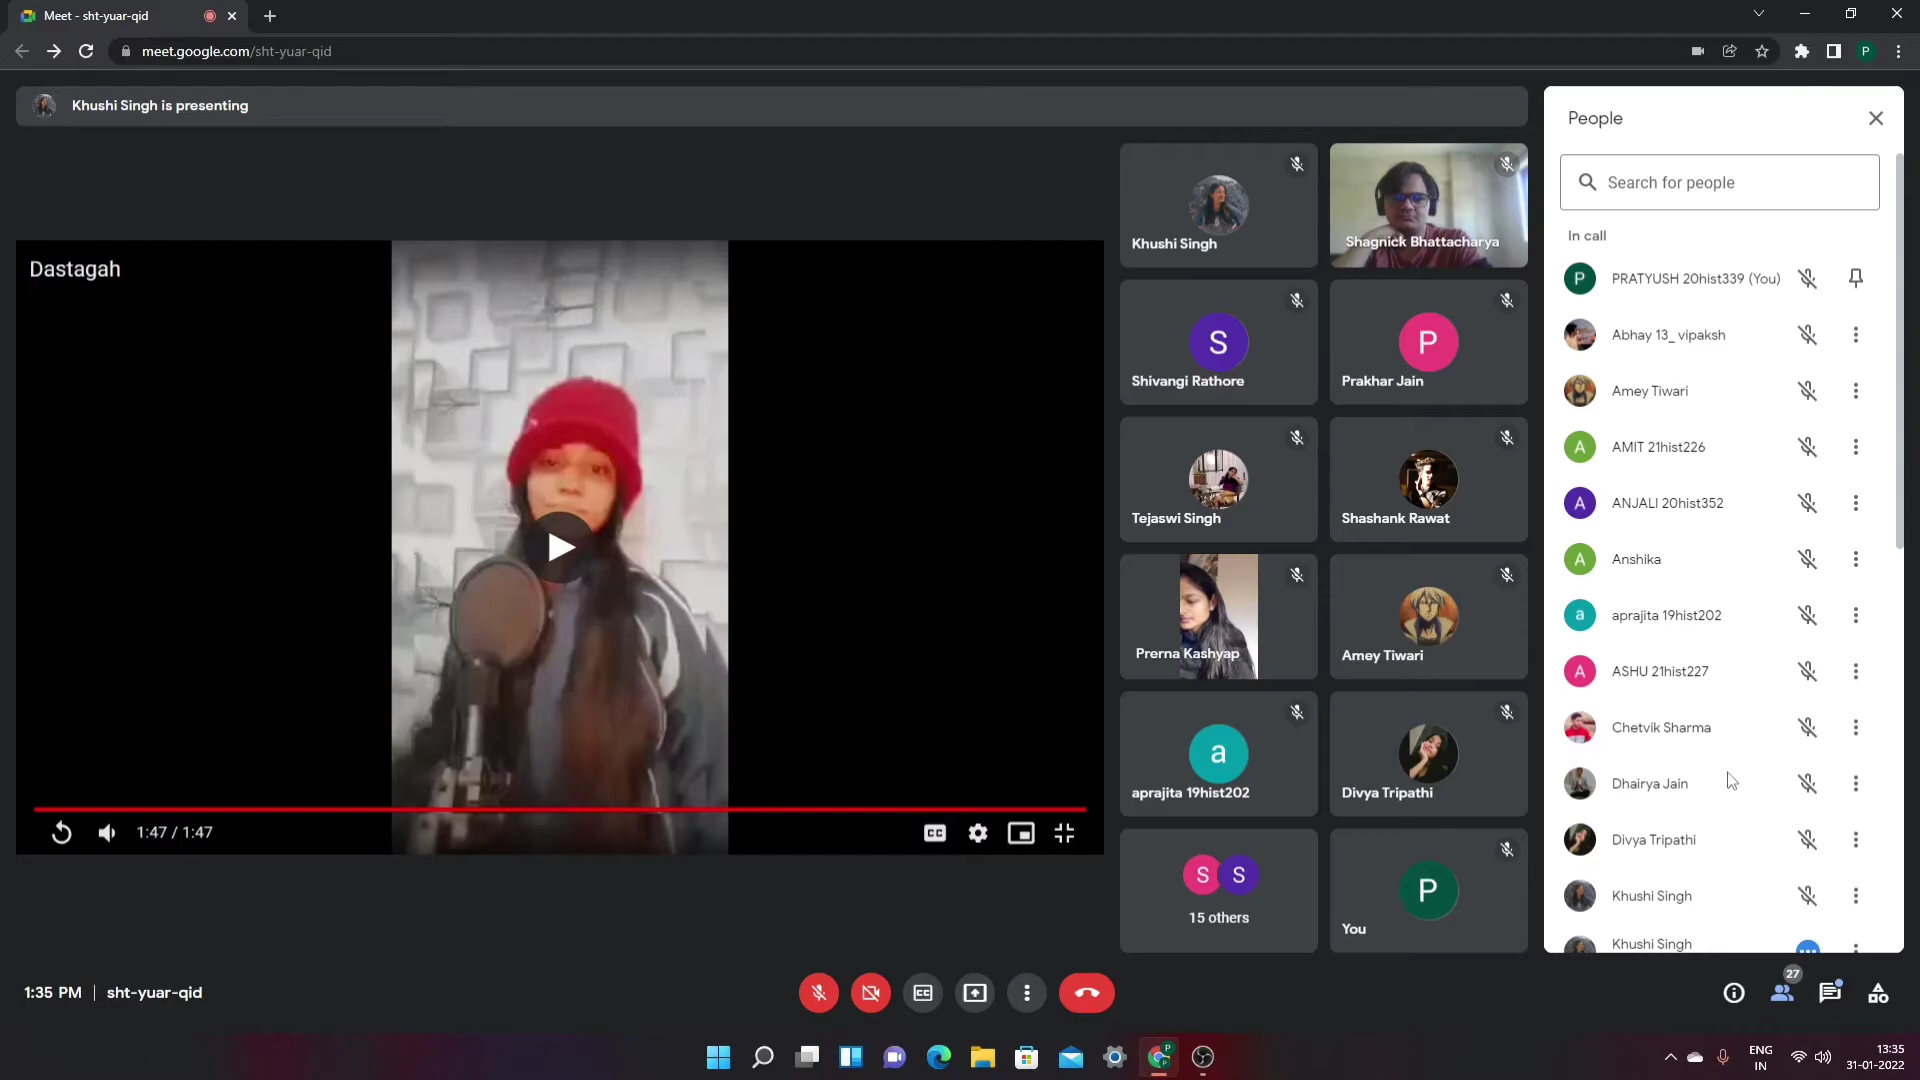 Meet - sht-yuar-qid
meet.google.com/sht-yuar-qid
P
Khushi Singh is presenting
Dastagah
1:47 / 1:47
CC
Khushi Singh
Shagnick Bhattacharya
S
Shivangi Rathore
P
Prakhar Jain
Tejaswi Singh
Shashank Rawat
Prerna Kashyap
Amey Tiwari
a
aprajita 19hist202
Divya Tripathi
S S
15 others
P
You
People
Search for people
In call
P PRATYUSH 20hist339 (You)
Abhay 13_ vipaksh
Amey Tiwari
A AMIT 21hist226
A ANJALI 20hist352
A Anshika
a aprajita 19hist202
A ASHU 21hist227
Chetvik Sharma
Dhairya Jain
Divya Tripathi
Khushi Singh
Khushi Singh
1:35 PM | sht-yuar-qid
27
P
P
ENG
IN
13:35
31-01-2022